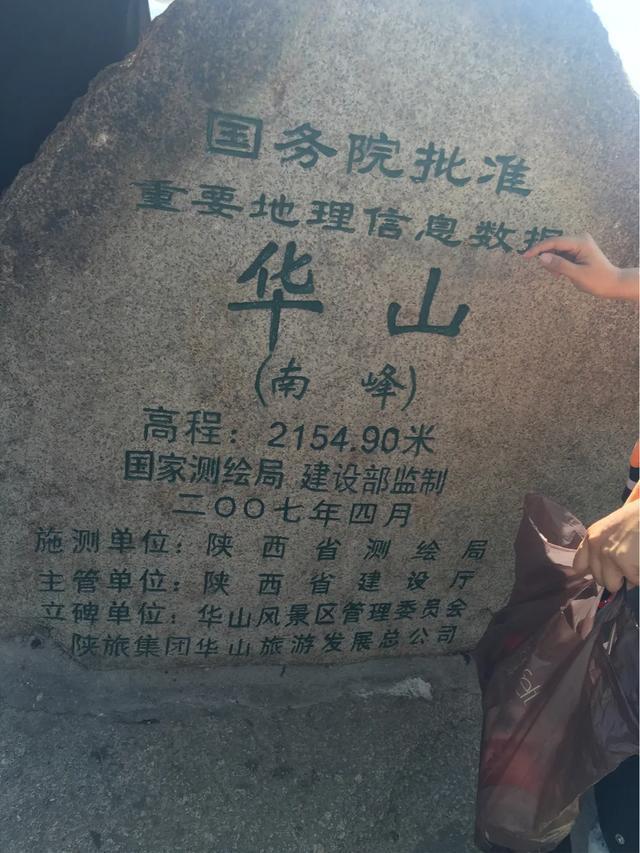 国务院批准
重要地理信息数据
华山
(南峰)
高程：2154.90米
国家测绘局 建设部监制
二〇〇七年四月
施测单位：陕西省测绘局
主管单位：陕西省建设厅
立碑单位：华山风景区管理委员会
陕旅集团华山旅游发展总公司